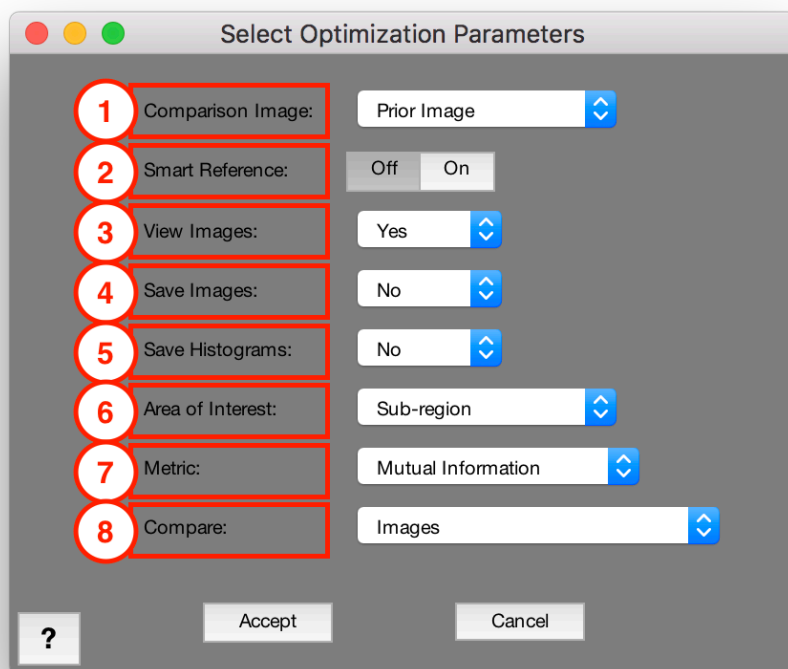 Select Optimization Parameters
1 Comparison Image: Prior Image
2 Smart Reference: Off On
3 View Images: Yes
4 Save Images: No
5 Save Histograms: No
6 Area of Interest: Sub-region
7 Metric: Mutual Information
8 Compare: Images
? Accept Cancel